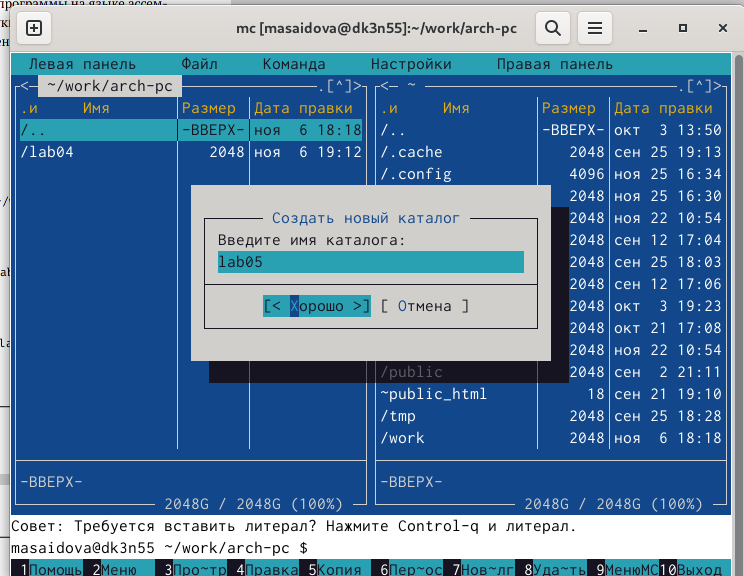 программы на языке ассем-
mc [masaidova@dk3n55]:~/work/arch-pc
Левая панель Файл Команда Настройки Правая панель
<— ~/work/arch-pc .[^]> <— ~ .[^]>
.и Имя Размер Дата правки .и Имя Размер Дата правки
/.. -ВВЕРХ- ноя 6 18:18 /.. -ВВЕРХ- окт 3 13:50
/lab04 2048 ноя 6 19:12 /.cache 2048 сен 25 19:13
/.config 4096 ноя 25 16:34
2048 ноя 25 16:30
Создать новый каталог 2048 ноя 22 10:54
Введите имя каталога: 2048 сен 12 17:04
lab05 2048 сен 25 18:03
2048 сен 12 17:06
[< Хорошо >] [ Отмена ] 2048 окт 3 19:23
2048 окт 21 17:08
2048 ноя 22 10:54
/public 2048 сен 2 21:11
~public_html 18 сен 21 19:10
/tmp 2048 сен 25 18:28
/work 2048 ноя 6 18:18
-ВВЕРХ- -ВВЕРХ-
2048G / 2048G (100%) 2048G / 2048G (100%)
Совет: Требуется вставить литерал? Нажмите Control-q и литерал.
masaidova@dk3n55 ~/work/arch-pc $
1Помощь 2Меню 3Про~тр 4Правка 5Копия 6Пер~ос 7Нов~лг 8Уда~ть 9МенюMC 10Выход